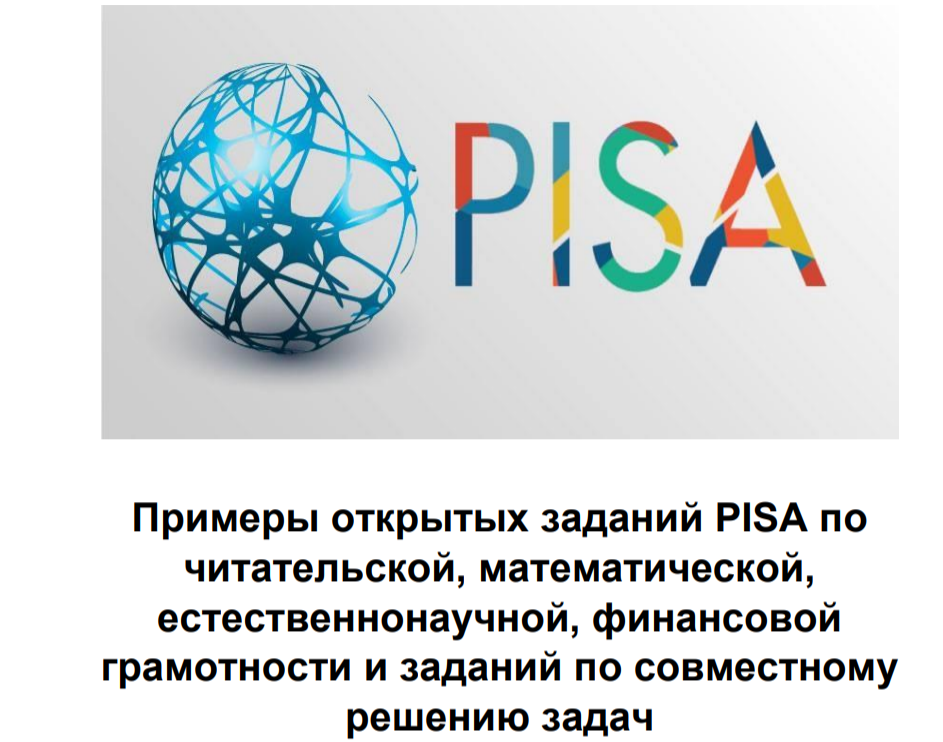 PISA
Примеры открытых заданий PISA по
читательской, математической,
естественнонаучной, финансовой
грамотности и заданий по совместному
решению задач